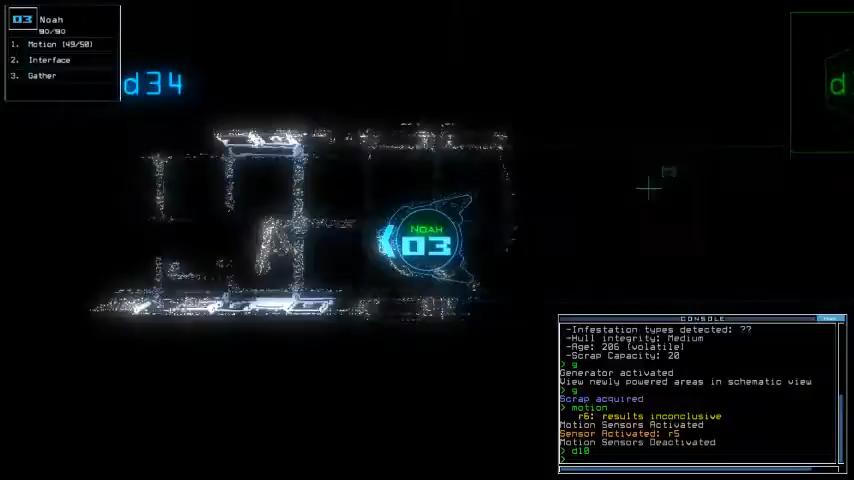 03 Noah
90/90
1. Motion (49/50)
2. Interface
3. Gather
d34
d
Noah
03
CONSOLE
-Infestation types detected: ??
-Hull integrity: Medium
-Age: 206 (volatile)
-Scrap Capacity: 20
> g
Generator activated
View newly powered areas in schematic view
> g
Scrap acquired
> motion
r6: results inconclusive
Motion Sensors Activated
Sensor Activated: r5
Motion Sensors Deactivated
> d10
>